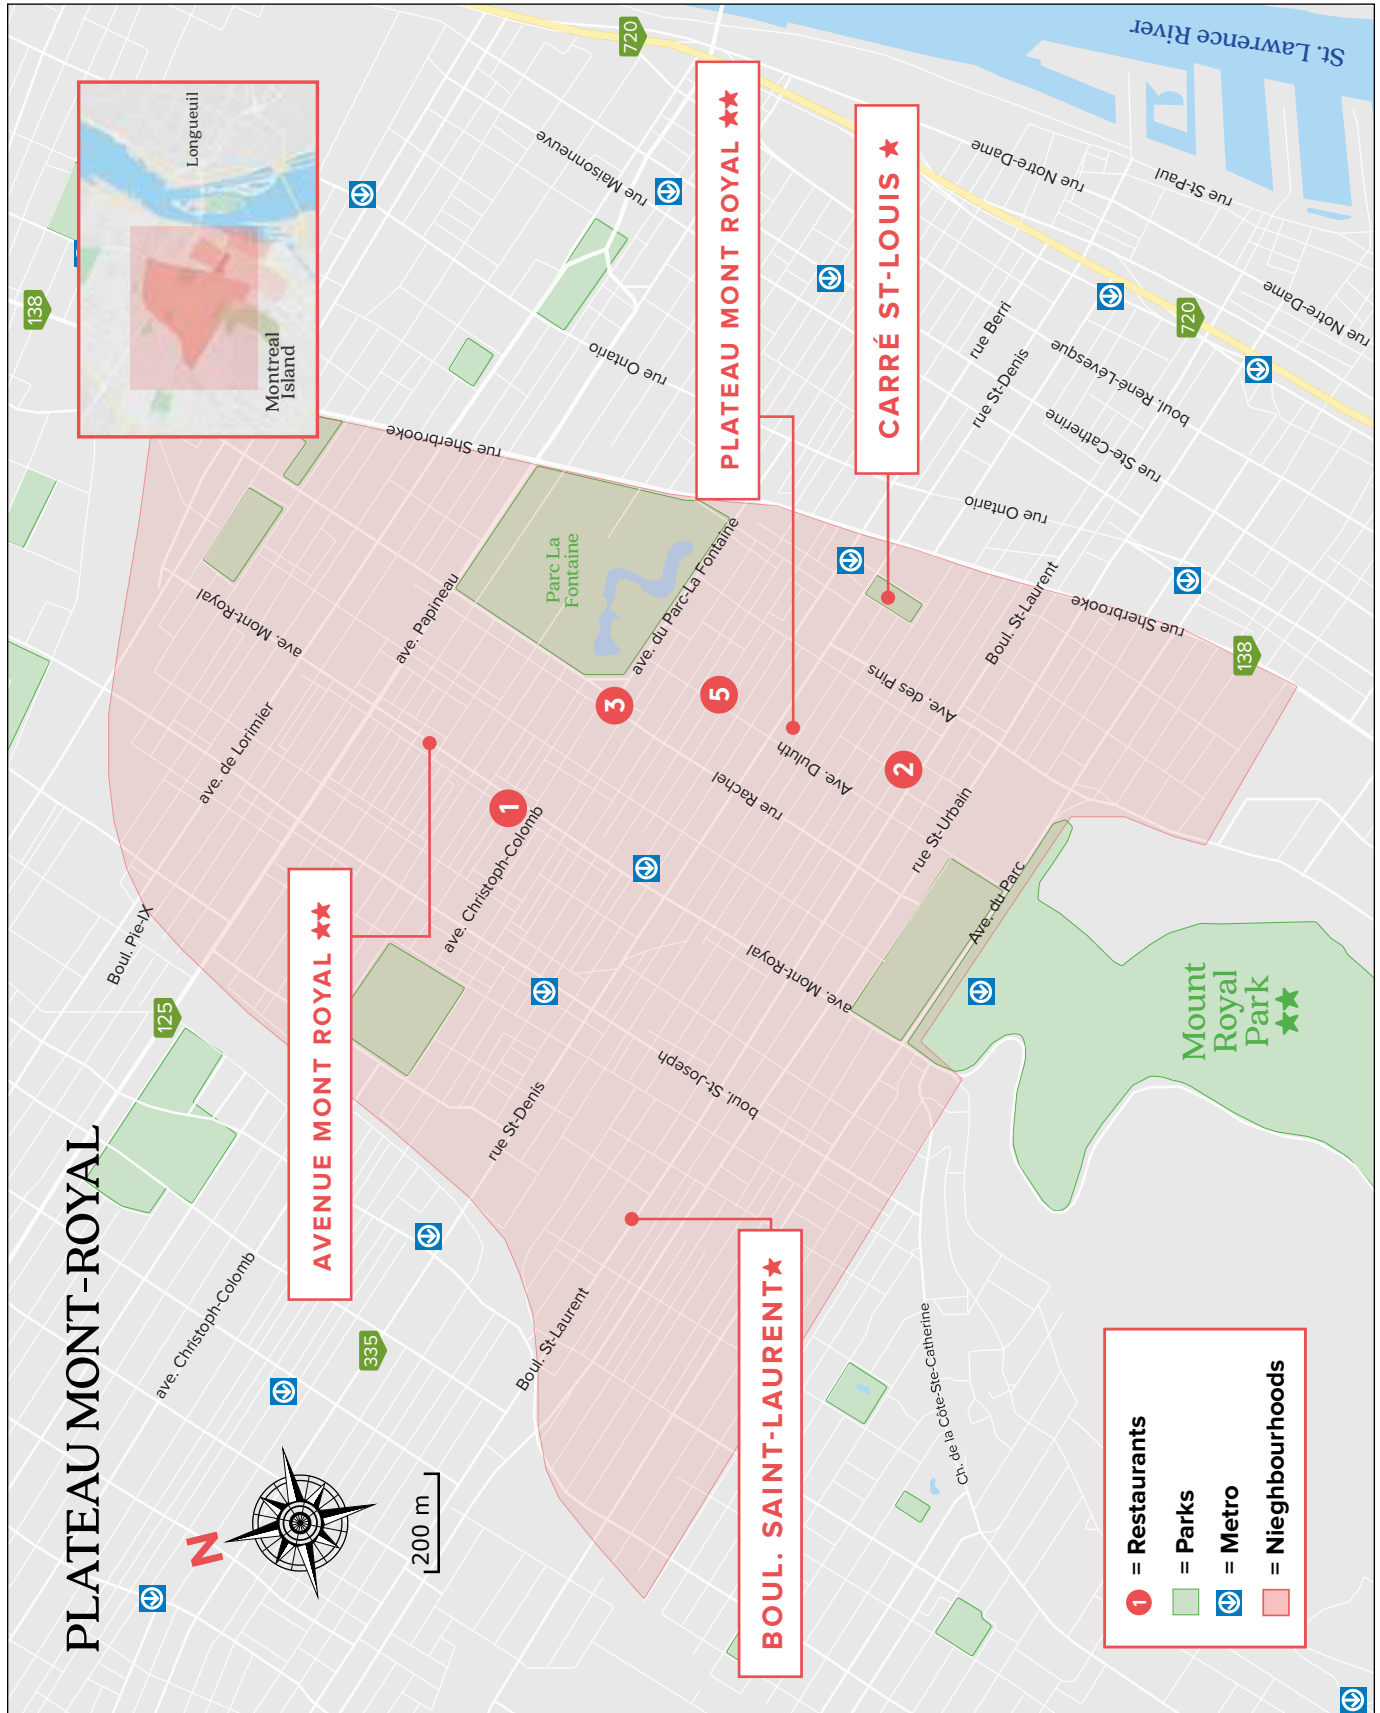 PLATEAU MONT-ROYAL
N
200 m
Longueuil
Montreal
Island
138
720
St. Lawrence River
125
335
720
138
AVENUE MONT ROYAL ★★
PLATEAU MONT ROYAL ★★
CARRÉ ST-LOUIS ★
BOUL. SAINT-LAURENT★
ave. Christoph-Colomb
Boul. Pie-IX
ave. de Lorimier
ave. Mont-Royal
ave. Papineau
rue Sherbrooke
rue Maisonneuve
rue Ontario
Parc La
Fontaine
ave. du Parc-La Fontaine
ave. Christoph-Colomb
rue St-Denis
Boul. St-Laurent
boul. St-Joseph
ave. Mont-Royal
rue Rachel
Ave. Duluth
Ave. des Pins
rue St-Urbain
Ave. du Parc
Boul. St-Laurent
rue Sherbrooke
rue Ontario
rue Ste-Catherine
boul. René-Lévesque
rue St-Denis
rue Berri
rue Notre-Dame
rue St-Paul
rue Notre-Dame
Ch. de la Côte-Ste-Catherine
Mount
Royal
Park
★★
1
3
5
2
1 = Restaurants
= Parks
= Metro
= Nieghbourhoods